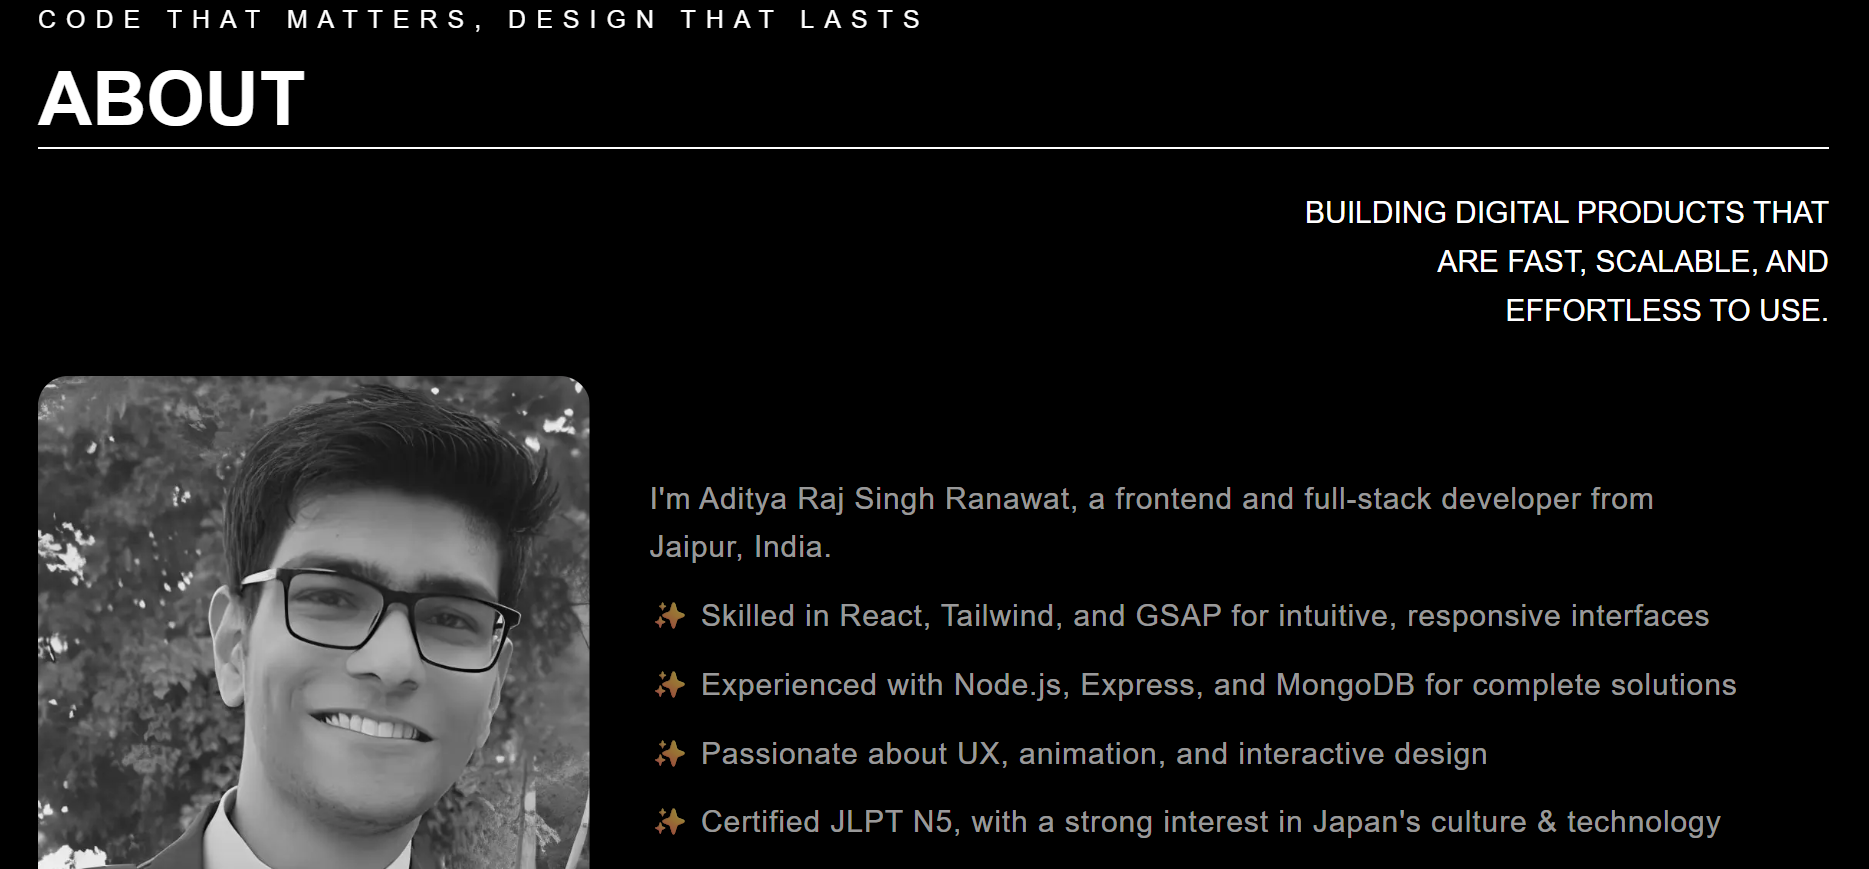 CODE THAT MATTERS, DESIGN THAT LASTS
ABOUT
BUILDING DIGITAL PRODUCTS THAT
ARE FAST, SCALABLE, AND
EFFORTLESS TO USE.
I'm Aditya Raj Singh Ranawat, a frontend and full-stack developer from
Jaipur, India.
✨ Skilled in React, Tailwind, and GSAP for intuitive, responsive interfaces
✨ Experienced with Node.js, Express, and MongoDB for complete solutions
✨ Passionate about UX, animation, and interactive design
✨ Certified JLPT N5, with a strong interest in Japan's culture & technology